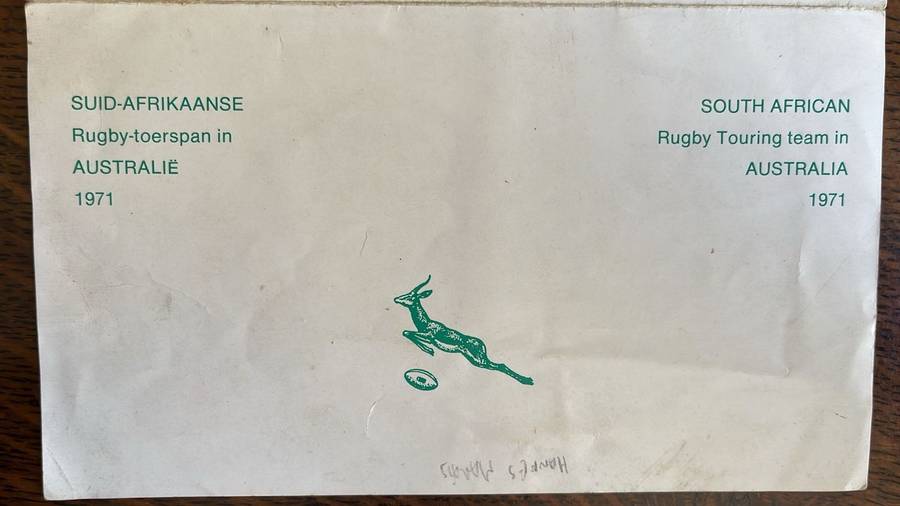 SUID-AFRIKAANSE
Rugby-toerspan in
AUSTRALIË
1971
SOUTH AFRICAN
Rugby Touring team in
AUSTRALIA
1971